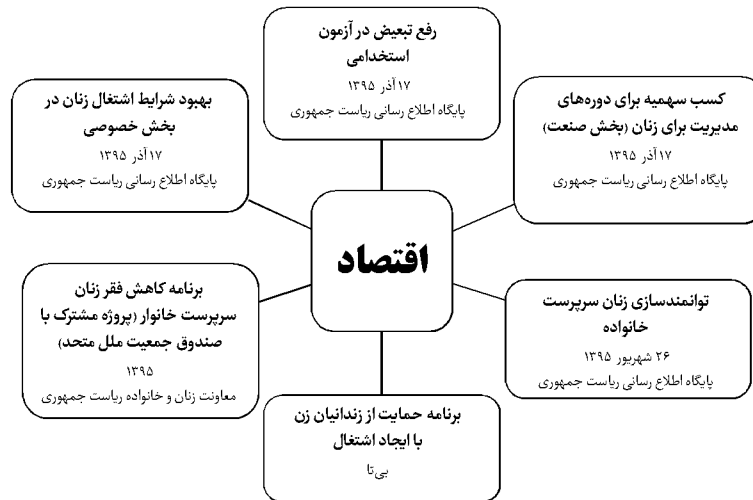 رفع تبعیض در آزمون
استخدامی
۱۷ آذر ۱۳۹۵
پایگاه اطلاع رسانی ریاست جمهوری
کسب سهمیه برای دوره‌های
مدیریت برای زنان (بخش صنعت)
۱۷ آذر ۱۳۹۵
پایگاه اطلاع رسانی ریاست جمهوری
بهبود شرایط اشتغال زنان در
بخش خصوصی
۱۷ آذر ۱۳۹۵
پایگاه اطلاع رسانی ریاست جمهوری
اقتصاد
توانمندسازی زنان سرپرست
خانواده
۲۶ شهریور ۱۳۹۵
پایگاه اطلاع رسانی ریاست جمهوری
برنامه کاهش فقر زنان
سرپرست خانوار (پروژه مشترک با
صندوق جمعیت ملل متحد)
۱۳۹۵
معاونت زنان و خانواده ریاست جمهوری
برنامه حمایت از زندانیان زن
با ایجاد اشتغال
بی‌تا